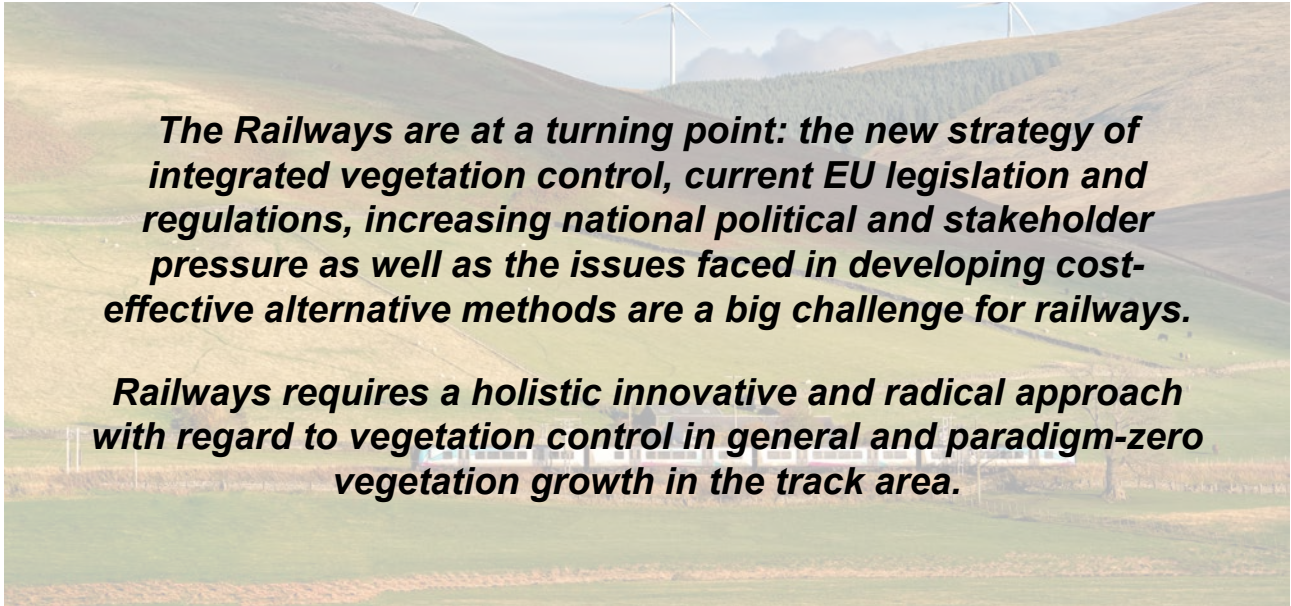 The Railways are at a turning point: the new strategy of
integrated vegetation control, current EU legislation and
regulations, increasing national political and stakeholder
pressure as well as the issues faced in developing cost-
effective alternative methods are a big challenge for railways.
Railways requires a holistic innovative and radical approach
with regard to vegetation control in general and paradigm-zero
vegetation growth in the track area.